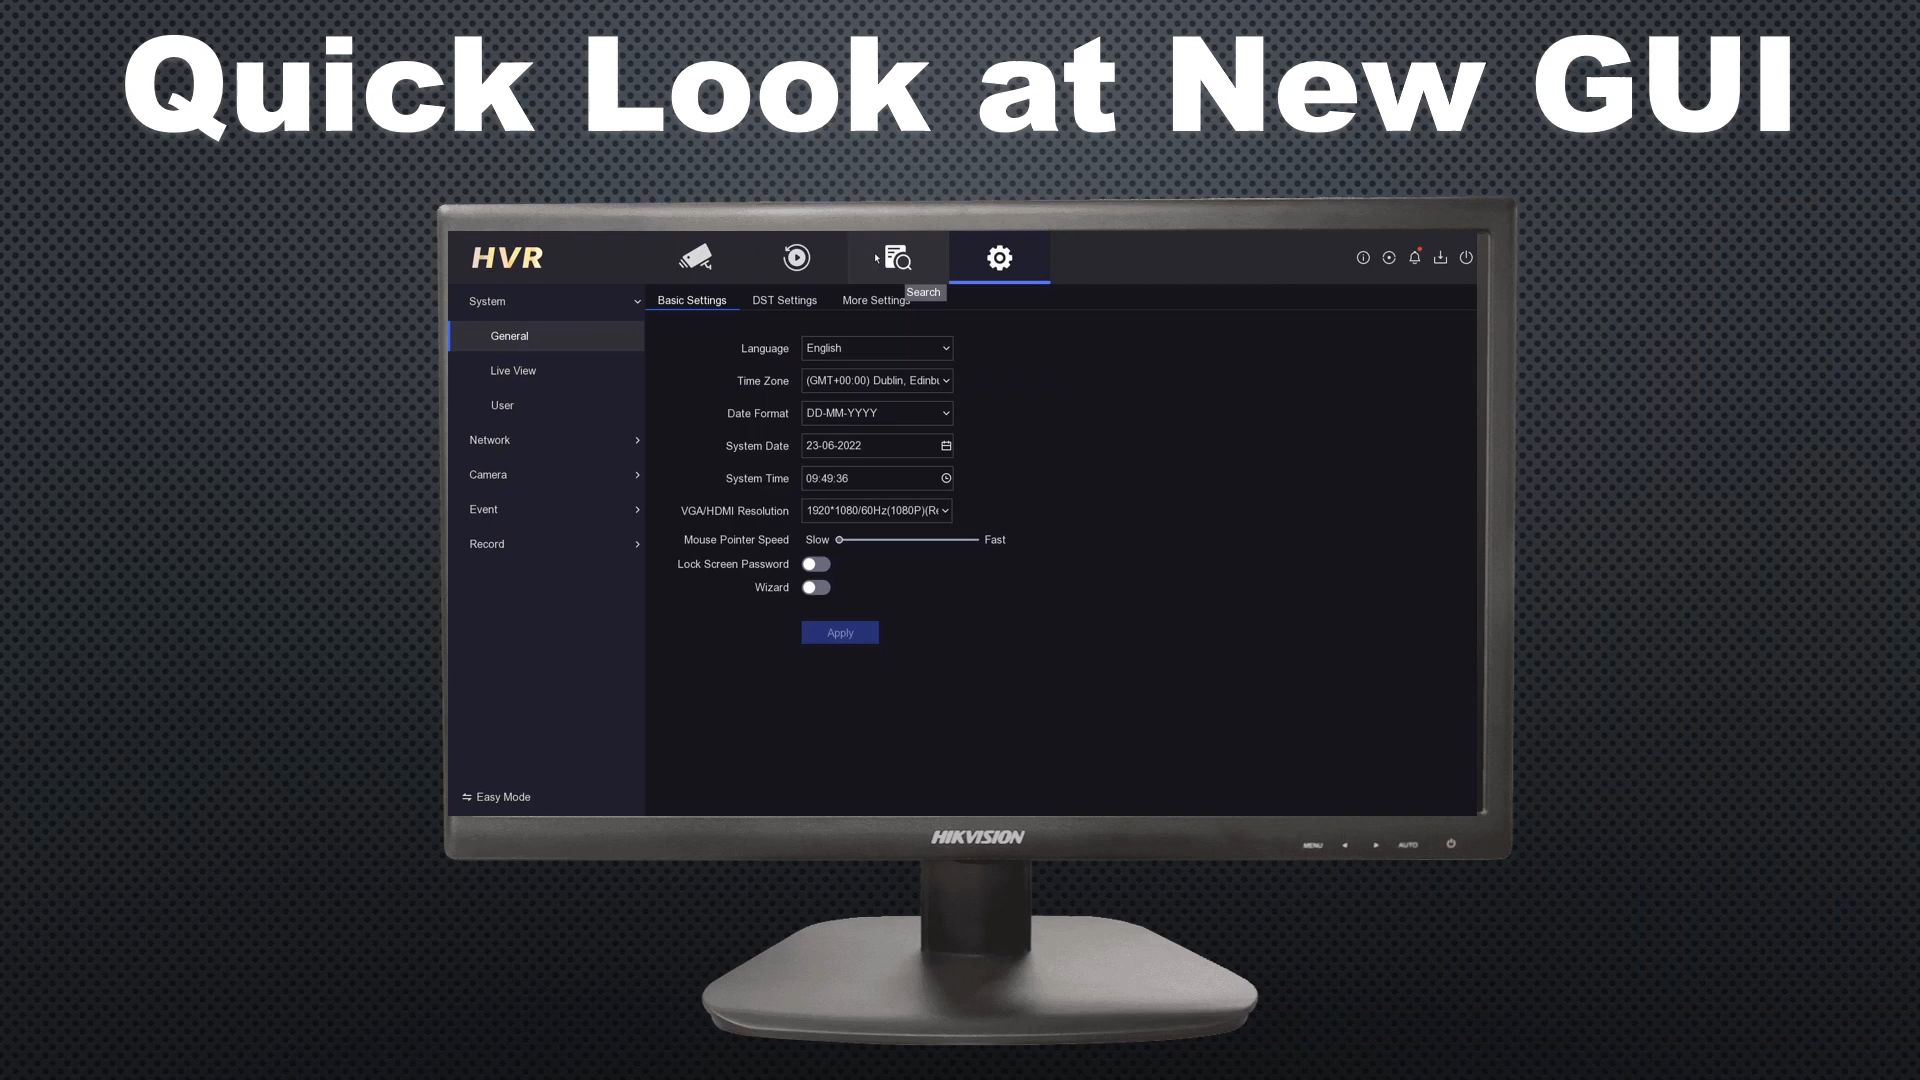 Quick Look at New GUI
HVR
Search
System
General
Live View
User
Network
Camera
Event
Record
Easy Mode
Basic Settings DST Settings More Settings
Language English
Time Zone (GMT+00:00) Dublin, Edinbu
Date Format DD-MM-YYYY
System Date 23-06-2022
System Time 09:49:36
VGA/HDMI Resolution 1920*1080/60Hz(1080P)(Re
Mouse Pointer Speed Slow Fast
Lock Screen Password
Wizard
Apply
HIKVISION
MENU AUTO